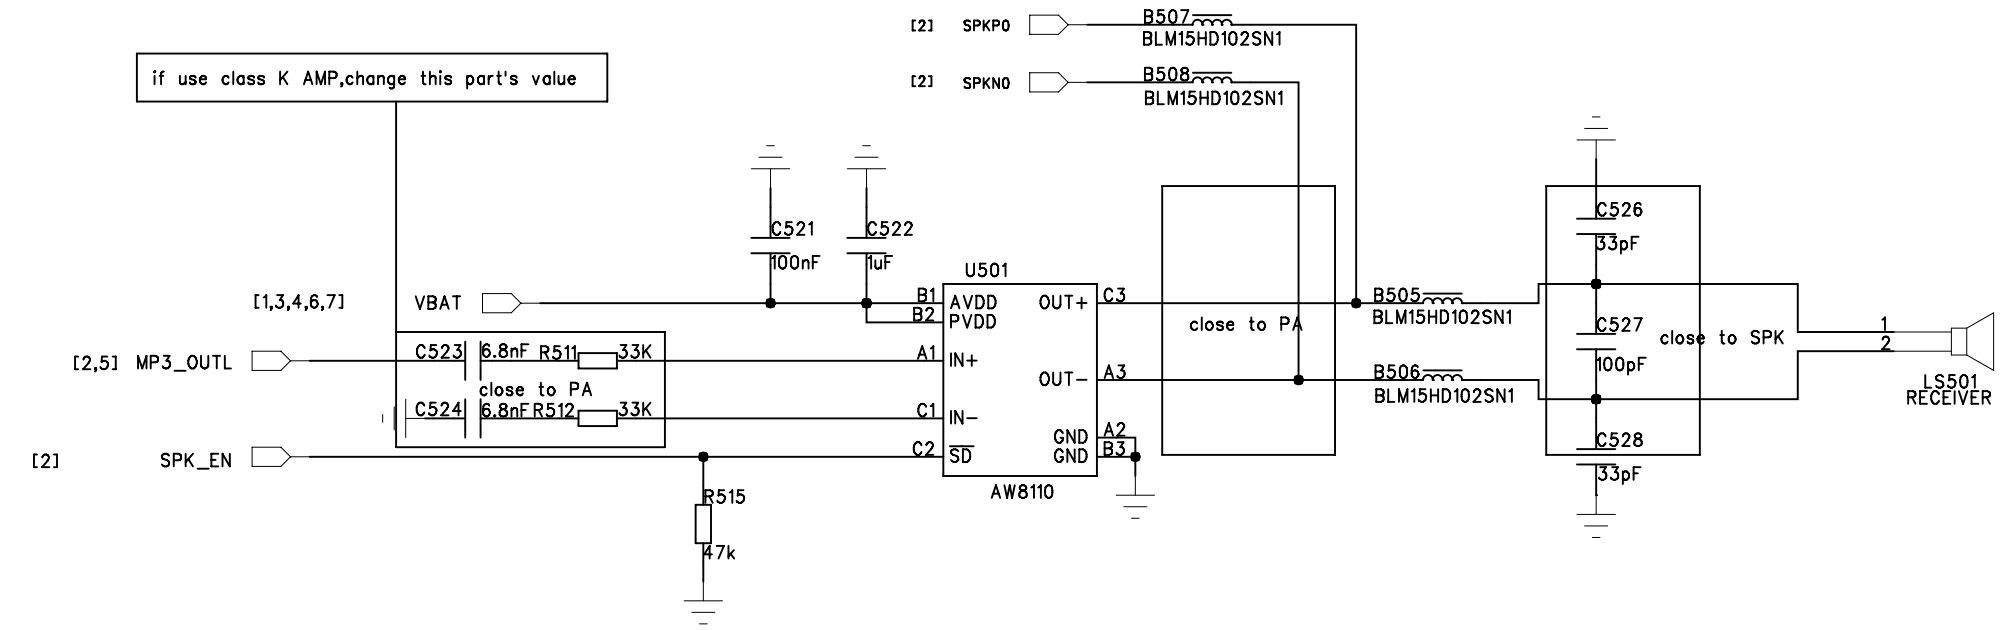 [2] SPKP0
B507
BLM15HD102SN1
[2] SPKN0
B508
BLM15HD102SN1
if use class K AMP,change this part's value
C521
100nF
C522
1uF
C526
33pF
[1,3,4,6,7] VBAT
U501
B1 AVDD
B2 PVDD
OUT+ C3
close to PA
B505
BLM15HD102SN1
C527
100pF
close to SPK
1
2
LS501
RECEIVER
[2,5] MP3_OUTL
C523 6.8nF R511 33K
A1 IN+
close to PA
OUT- A3
B506
BLM15HD102SN1
C524 6.8nF R512 33K
C1 IN-
GND A2
GND B3
[2] SPK_EN
C2 SD
AW8110
C528
33pF
R515
47k